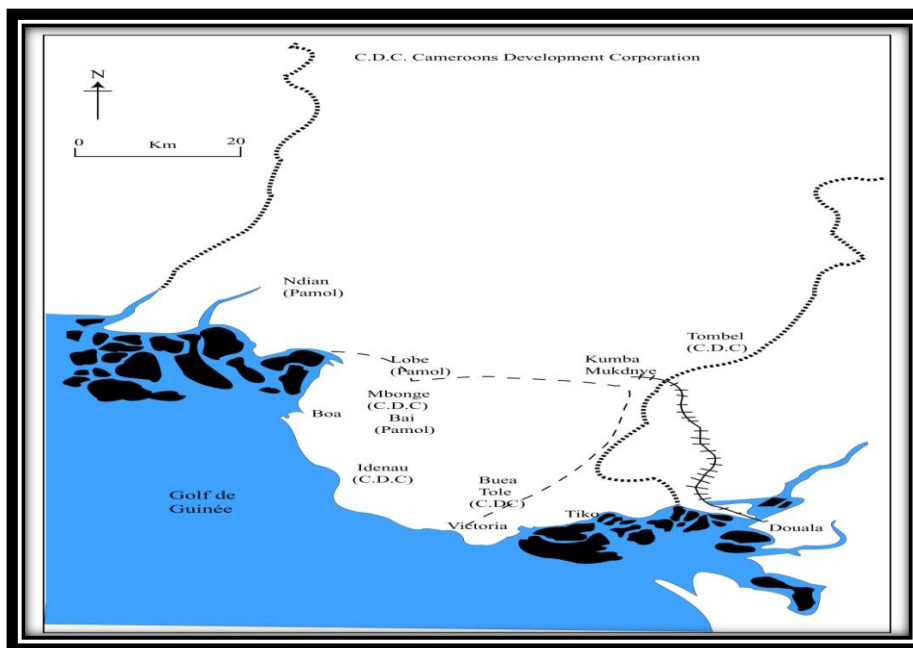 C.D.C. Cameroons Development Corporation
N
0 20
Km
Ndian
(Pamol)
Tombel
(C.D.C)
Lobe
(Pamol)
Kumba
Mukdnye
Mbonge
(C.D.C)
Bai
(Pamol)
Boa
Idenau
(C.D.C)
Buea
Tole
(C.DC)
Golf de
Guinée
Victoria
Tiko
Douala